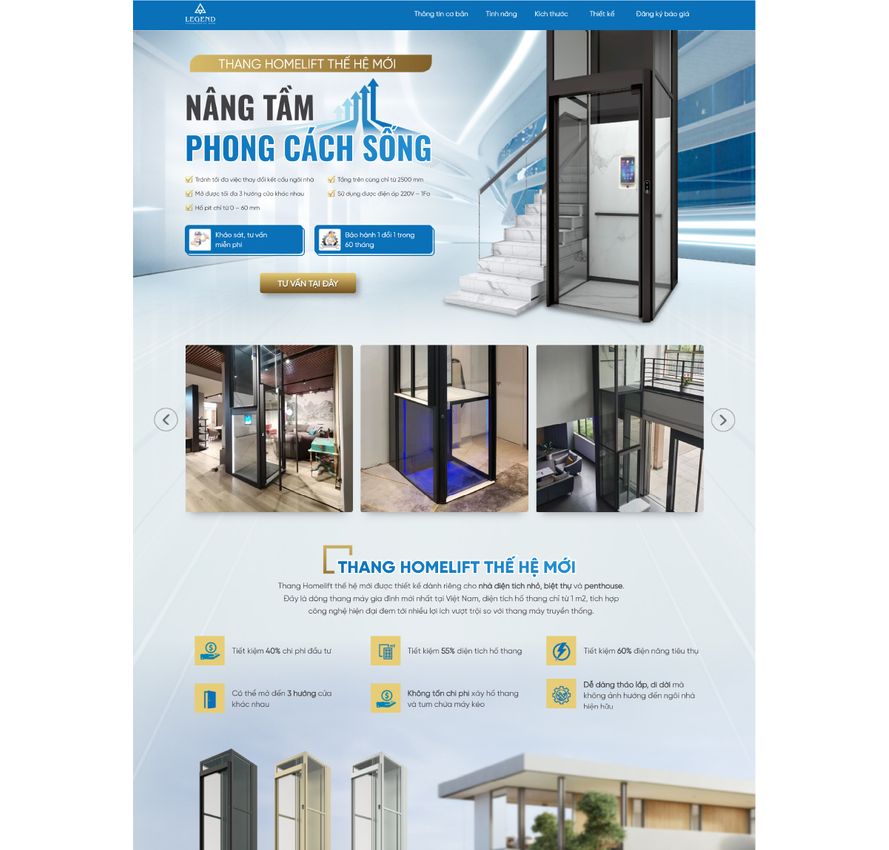 LEGEND
Thông tin cơ bản
Tính năng
Kích thước
Thiết kế
Đăng ký báo giá
THANG HOMELIFT THẾ HỆ MỚI
NÂNG TẦM
PHONG CÁCH SỐNG
Tránh tối đa việc thay đổi kết cấu ngôi nhà
Tầng trên cùng chỉ từ 2500 mm
Mở được tối đa 3 hướng cửa khác nhau
Sử dụng được điện áp 220V – 1Fa
Hố pit chỉ từ 0 – 60 mm
Khảo sát, tư vấn
miễn phí
Bảo hành 1 đổi 1 trong
60 tháng
TƯ VẤN TẠI ĐÂY
THANG HOMELIFT THẾ HỆ MỚI
Thang Homelift thế hệ mới được thiết kế dành riêng cho nhà diện tích nhỏ, biệt thự và penthouse.
Đây là dòng thang máy gia đình mới nhất tại Việt Nam, diện tích hố thang chỉ từ 1 m2, tích hợp
công nghệ hiện đại đem tới nhiều lợi ích vượt trội so với thang máy truyền thống.
Tiết kiệm 40% chi phí đầu tư
Tiết kiệm 55% diện tích hố thang
Tiết kiệm 60% điện năng tiêu thụ
Có thể mở đến 3 hướng cửa
khác nhau
Không tốn chi phí xây hố thang
và tum chứa máy kéo
Dễ dàng tháo lắp, di dời mà
không ảnh hưởng đến ngôi nhà
hiện hữu